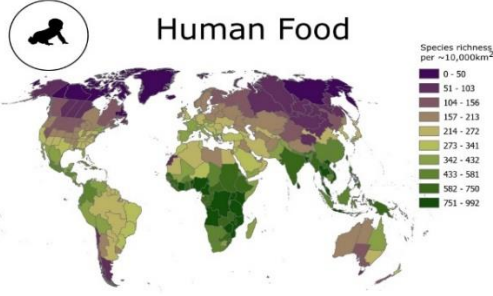 Human Food
Species richness
per ~10,000km²
0 - 50
51 - 103
104 - 156
157 - 213
214 - 272
273 - 341
342 - 432
433 - 581
582 - 750
751 - 992